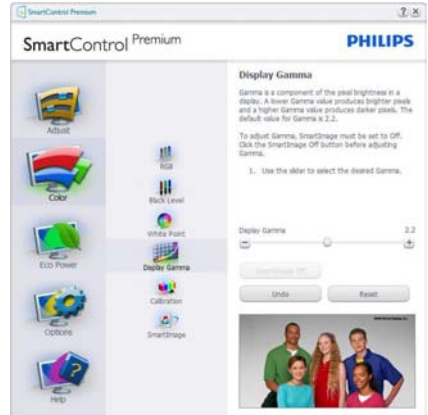 SmartControl Premium
? x
SmartControl Premium
PHILIPS
Adjust
Color
Eco Power
Options
Help
RGB
Black Level
White Point
Display Gamma
Calibration
SmartImage
Display Gamma
Gamma is a component of the pixel brightness in a
display. A lower Gamma value produces brighter pixels
and a higher Gamma value produces darker pixels. The
default value for Gamma is 2.2.
To adjust Gamma, SmartImage must be set to Off.
Click the SmartImage Off button before adjusting
Gamma.
1. Use the slider to select the desired Gamma.
Display Gamma 2.2
SmartImage Off
Undo Reset